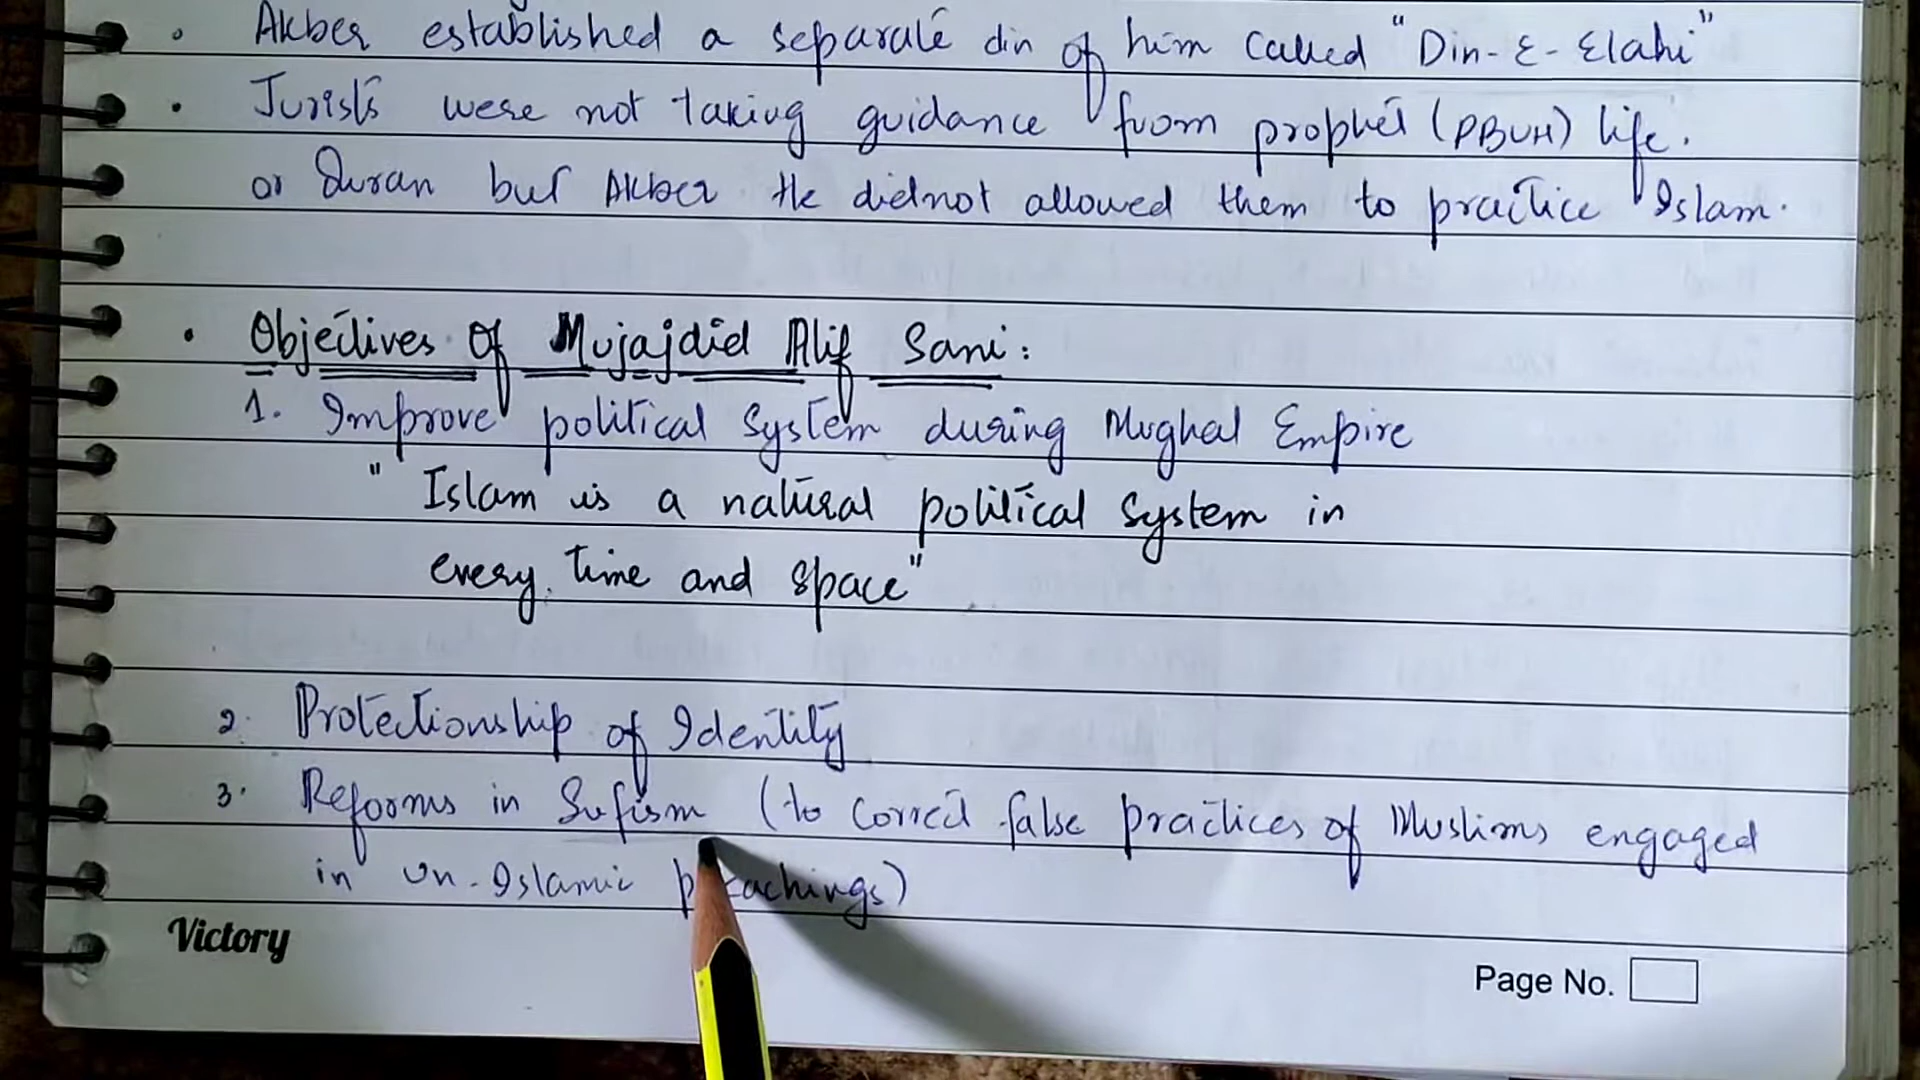 • Akber established a separate din of him called "Din-E-Elahi"
• Jurists were not taking guidance from prophet (PBUH) life.
or Quran but Akber He didnot allowed them to practice Islam.
• Objectives Of Mujajdid Alif Sani:
1. Improve political System during Mughal Empire
" Islam is a natural political System in
every time and space"
2. Protectionship of Identity
3. Reforms in Sufism (to correct false practices of Muslims engaged
in un-Islamic preachings)
Victory
Page No.